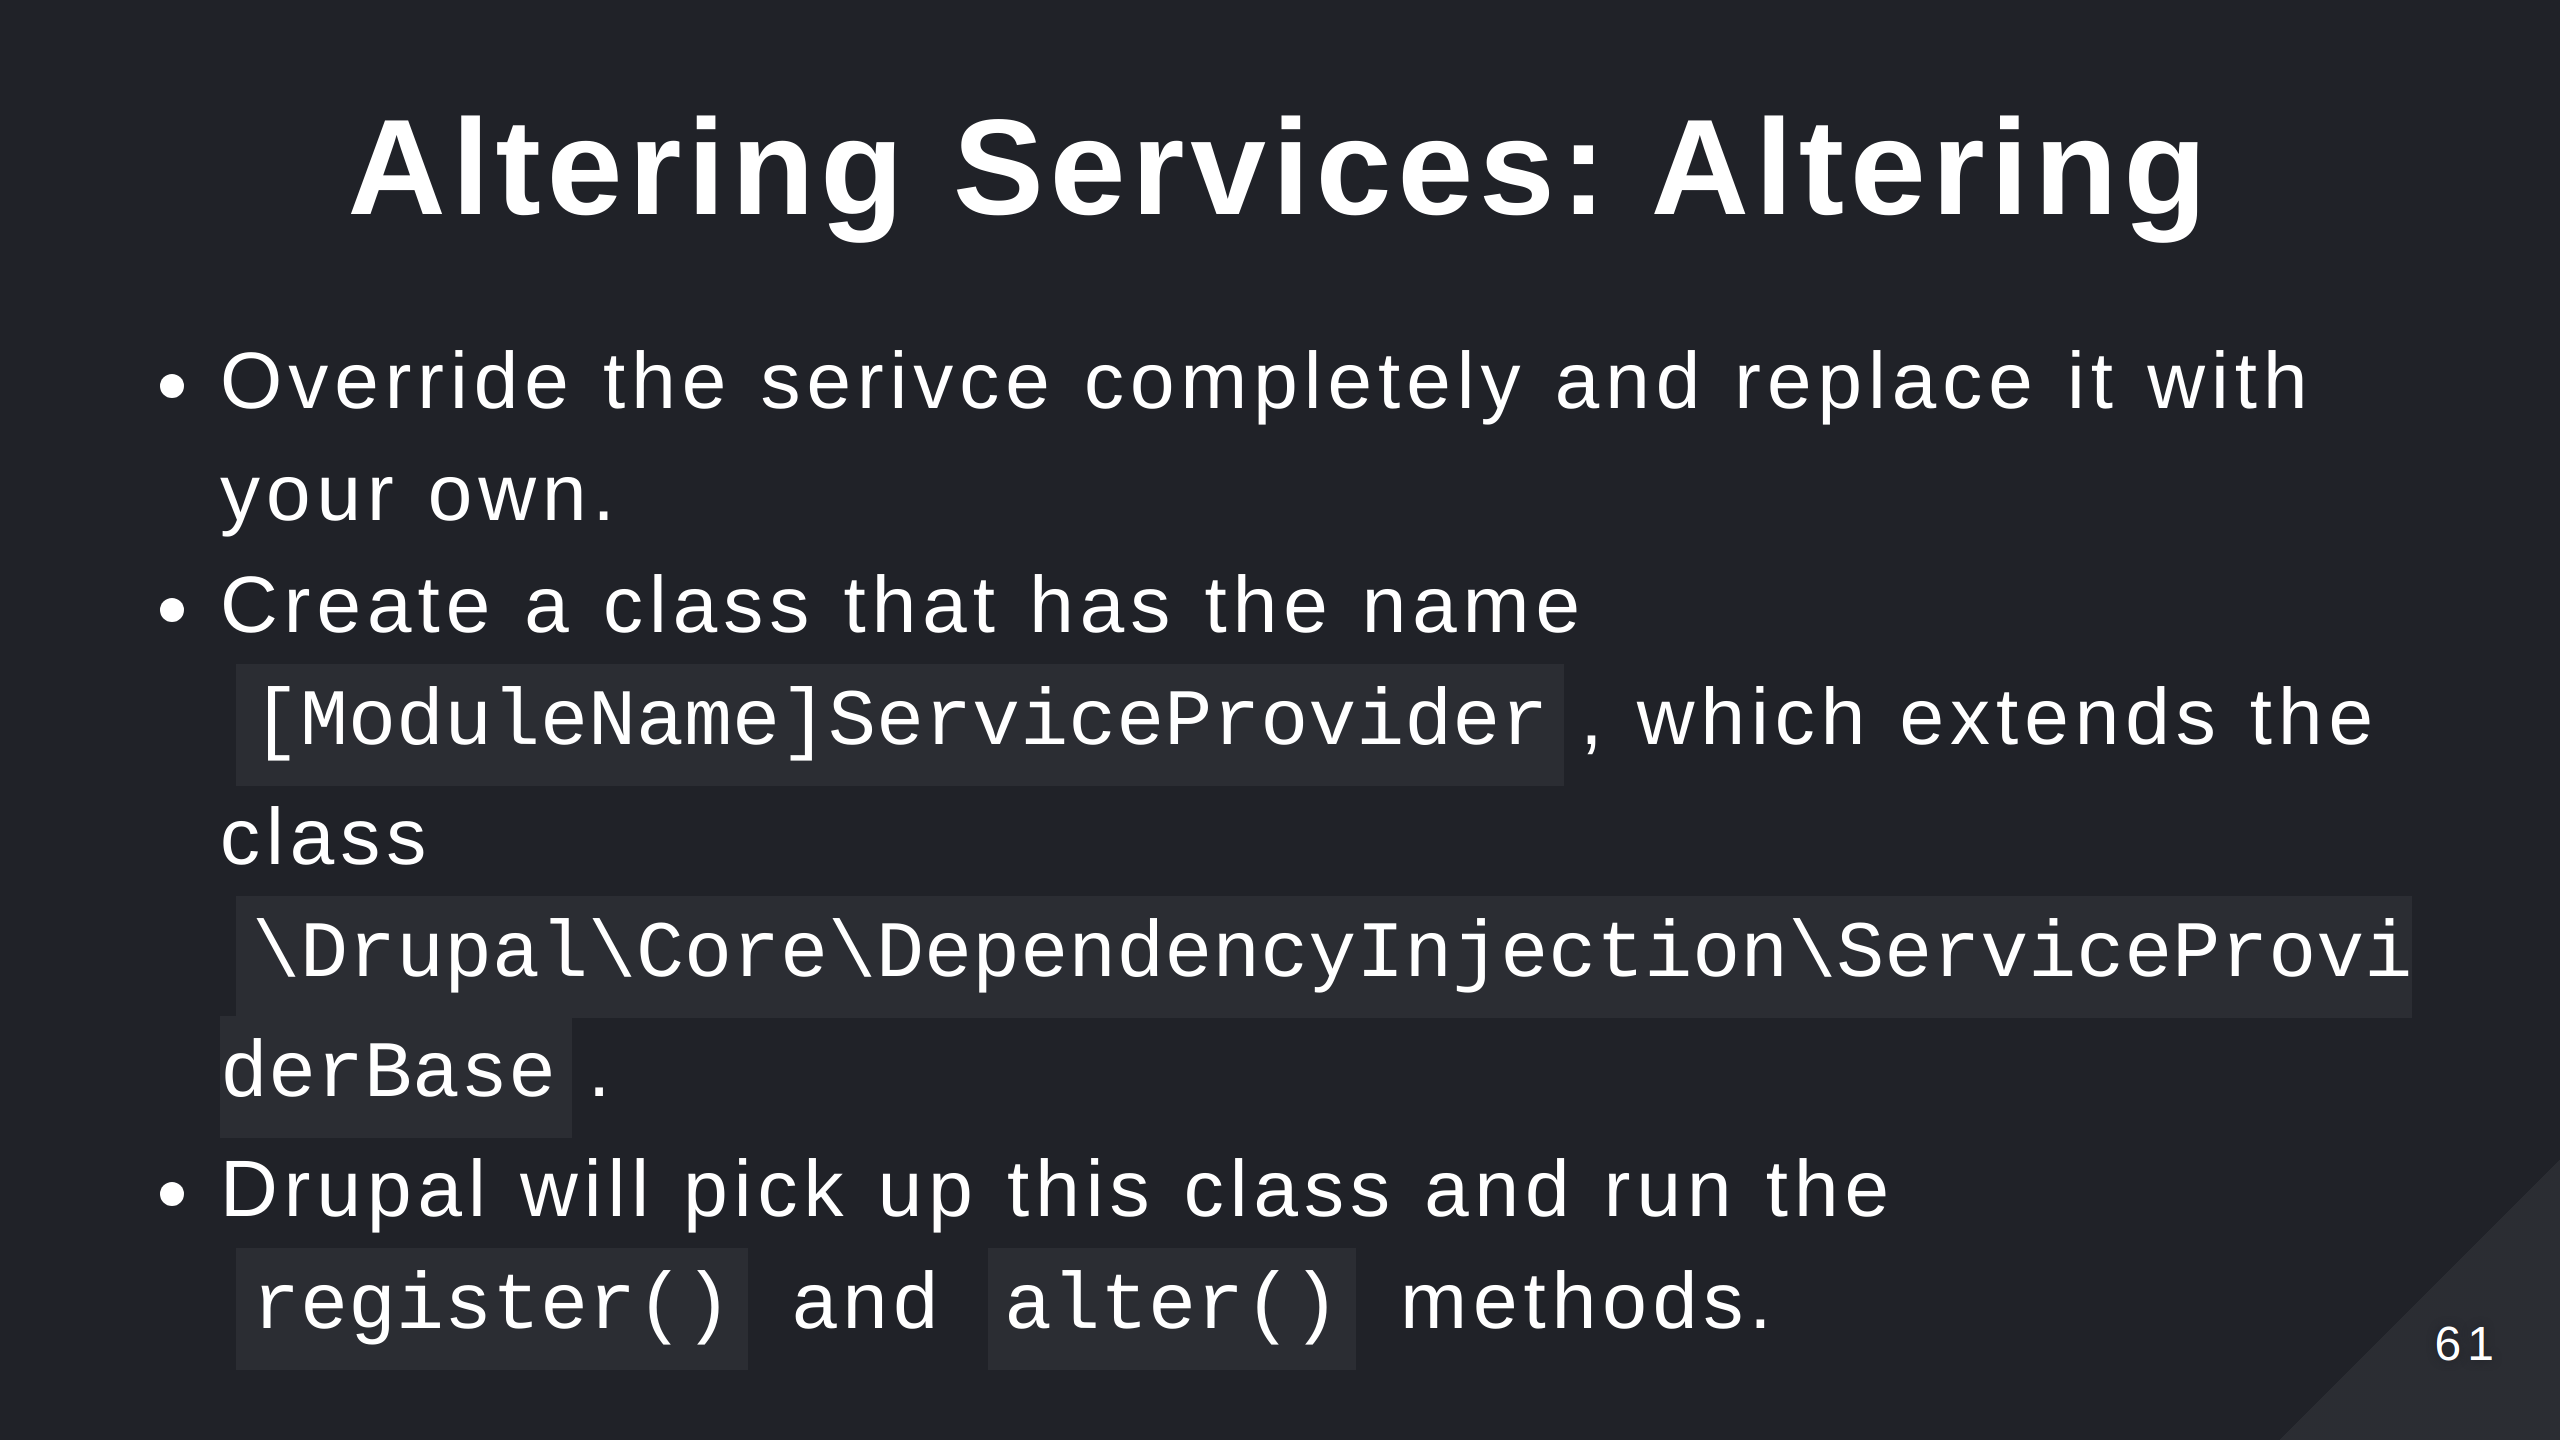 Altering Services: Altering
• Override the serivce completely and replace it with
your own.
• Create a class that has the name
[ModuleName]ServiceProvider, which extends the
class
\Drupal\Core\DependencyInjection\ServiceProvi
derBase.
• Drupal will pick up this class and run the
register() and alter() methods.
61